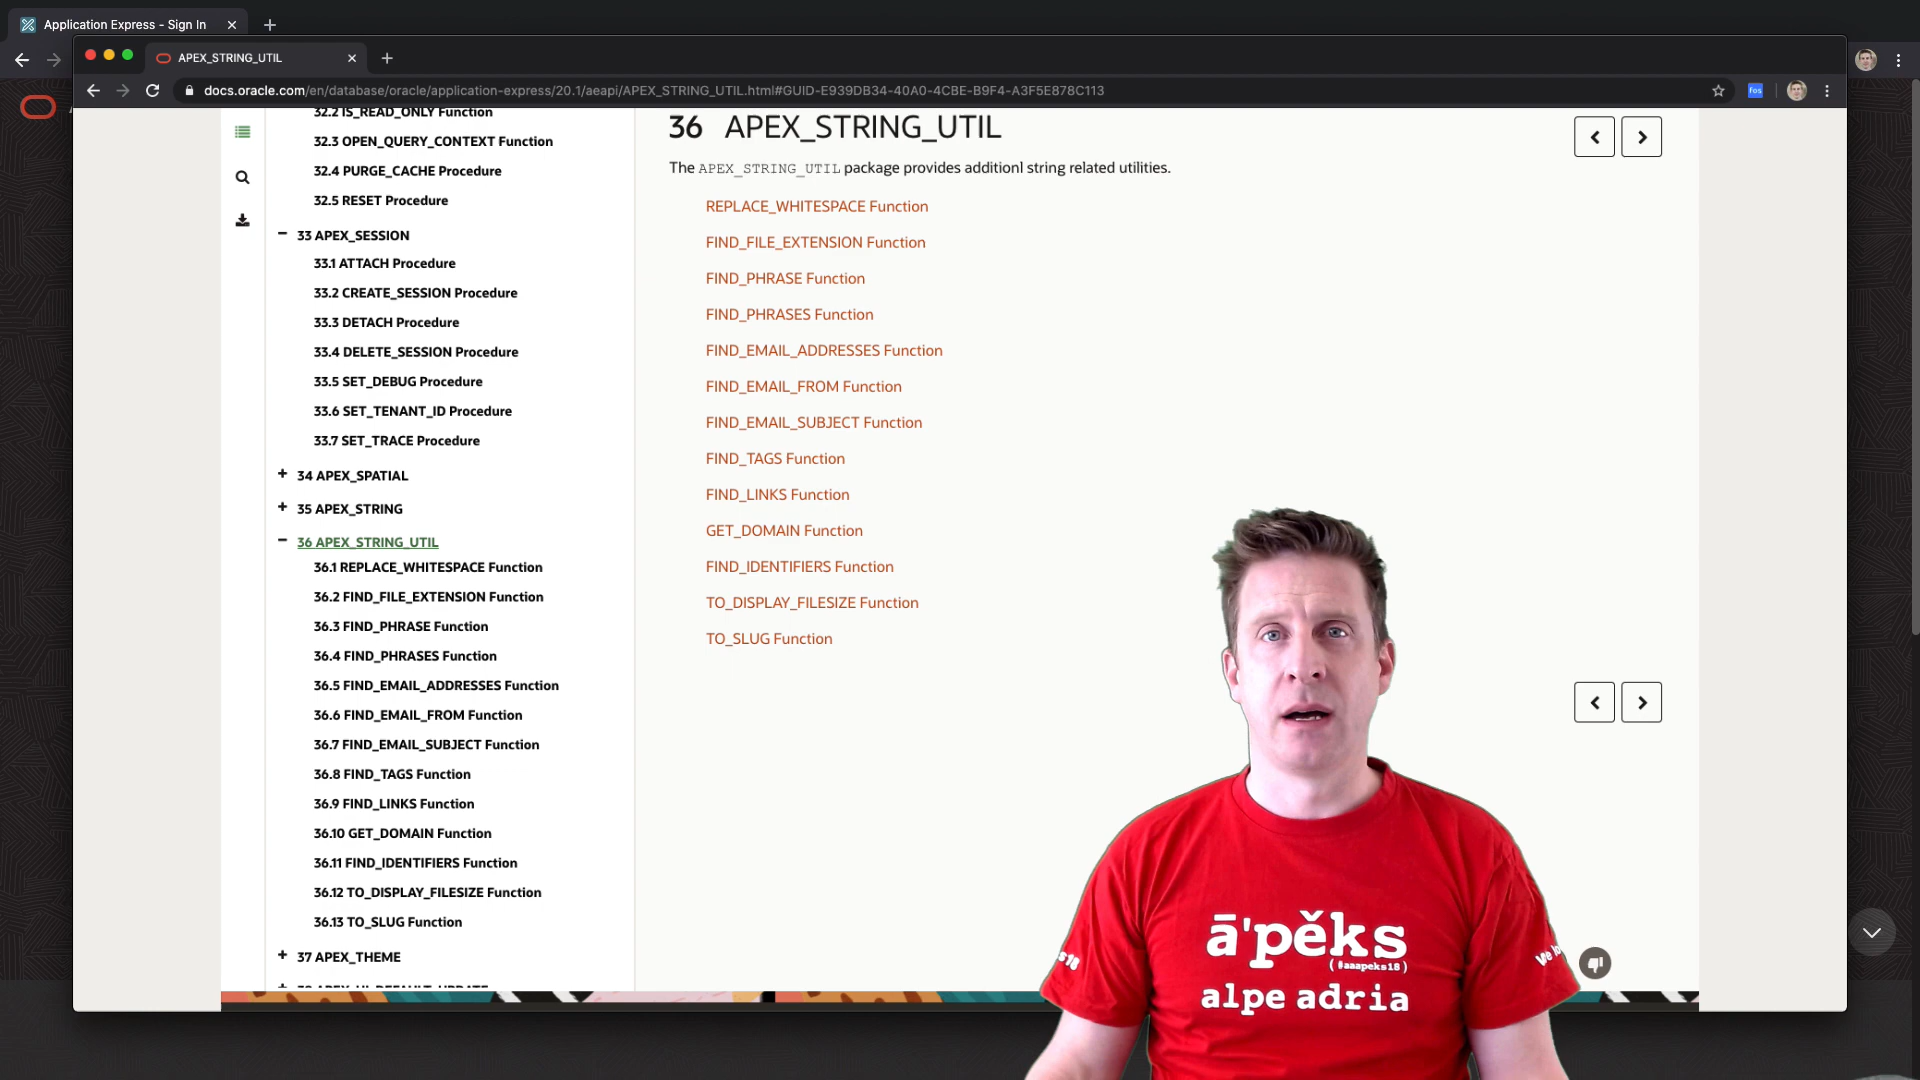 Application Express - Sign In
APEX_STRING_UTIL
docs.oracle.com/en/database/oracle/application-express/20.1/aeapi/APEX_STRING_UTIL.html#GUID-E939DB34-40A0-4CBE-B9F4-A3F5E878C113
fos
32.2 IS_READ_ONLY Function
32.3 OPEN_QUERY_CONTEXT Function
32.4 PURGE_CACHE Procedure
32.5 RESET Procedure
33 APEX_SESSION
33.1 ATTACH Procedure
33.2 CREATE_SESSION Procedure
33.3 DETACH Procedure
33.4 DELETE_SESSION Procedure
33.5 SET_DEBUG Procedure
33.6 SET_TENANT_ID Procedure
33.7 SET_TRACE Procedure
34 APEX_SPATIAL
35 APEX_STRING
36 APEX_STRING_UTIL
36.1 REPLACE_WHITESPACE Function
36.2 FIND_FILE_EXTENSION Function
36.3 FIND_PHRASE Function
36.4 FIND_PHRASES Function
36.5 FIND_EMAIL_ADDRESSES Function
36.6 FIND_EMAIL_FROM Function
36.7 FIND_EMAIL_SUBJECT Function
36.8 FIND_TAGS Function
36.9 FIND_LINKS Function
36.10 GET_DOMAIN Function
36.11 FIND_IDENTIFIERS Function
36.12 TO_DISPLAY_FILESIZE Function
36.13 TO_SLUG Function
37 APEX_THEME
36 APEX_STRING_UTIL
The APEX_STRING_UTIL package provides additionl string related utilities.
REPLACE_WHITESPACE Function
FIND_FILE_EXTENSION Function
FIND_PHRASE Function
FIND_PHRASES Function
FIND_EMAIL_ADDRESSES Function
FIND_EMAIL_FROM Function
FIND_EMAIL_SUBJECT Function
FIND_TAGS Function
FIND_LINKS Function
GET_DOMAIN Function
FIND_IDENTIFIERS Function
TO_DISPLAY_FILESIZE Function
TO_SLUG Function
ā'pěks
(#aaapeks18)
alpe adria
We